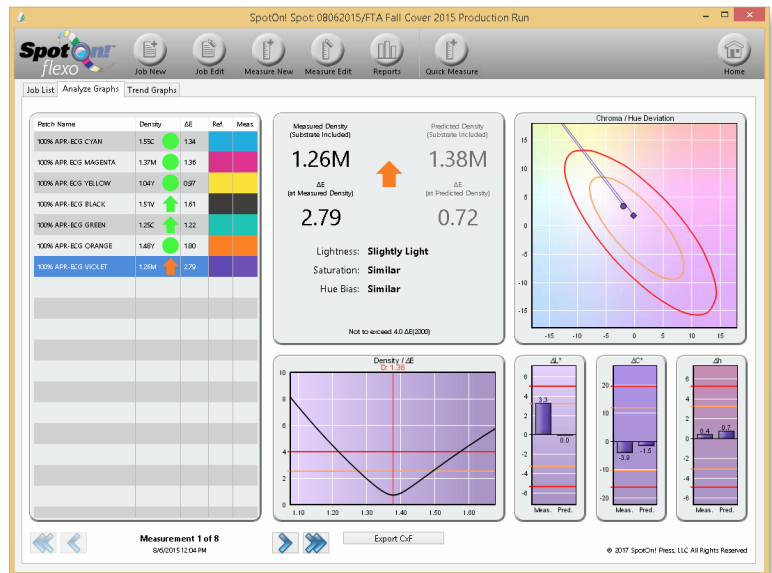 SpotOn! Spot: 08062015/FTA Fall Cover 2015 Production Run
SpotOn!
flexo
Job New
Job Edit
Measure New
Measure Edit
Reports
Quick Measure
Home
Job List
Analyze Graphs
Trend Graphs
Patch Name Density ΔE Ref. Meas.
100% APR-ECG CYAN 1.55C 1.34
100% APR-ECG MAGENTA 1.37M 1.36
100% APR-ECG YELLOW 1.04Y 0.97
100% APR-ECG BLACK 1.51V 1.61
100% APR-ECG GREEN 1.25C 1.22
100% APR-ECG ORANGE 1.48Y 1.80
100% APR-ECG VIOLET 1.26M 2.79
Measured Density
(Substrate Included)
1.26M
ΔE
(at Measured Density)
2.79
Predicted Density
(Substrate Included)
1.38M
ΔE
(at Predicted Density)
0.72
Lightness: Slightly Light
Saturation: Similar
Hue Bias: Similar
Not to exceed 4.0 ΔE(2000)
Chroma / Hue Deviation
15
10
5
0
-5
-10
-15
-15 -10 -5 0 5 10 15
Density / ΔE
D: 1.38
10
8
6
4
2
0
1.10 1.20 1.30 1.40 1.50 1.60
ΔL*
6
4
2
0
-2
-4
-6
3.3
0.0
Meas. Pred.
ΔC*
20
10
0
-10
-20
-3.9
-1.5
Meas. Pred.
Δh
6
4
2
0
-2
-4
-6
0.4
0.7
Meas. Pred.
Measurement 1 of 8
8/6/2015 12:04 PM
Export CxF
© 2017 SpotOn! Press, LLC All Rights Reserved